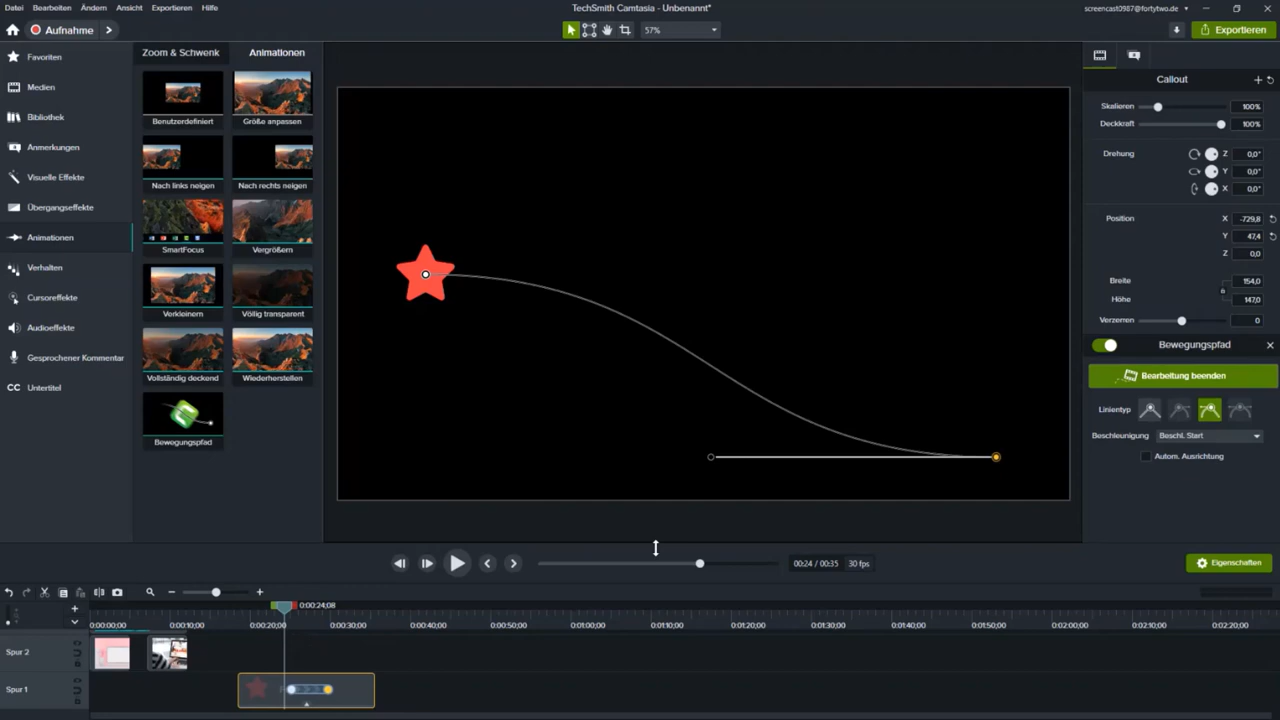 Datei Bearbeiten Ändern Ansicht Exportieren Hilfe
TechSmith Camtasia - Unbenannt*
screencast0987@fortytwo.de
Aufnahme
57%
Exportieren
Favoriten
Medien
Bibliothek
Anmerkungen
Visuelle Effekte
Übergangseffekte
Animationen
Verhalten
Cursoreffekte
Audioeffekte
Gesprochener Kommentar
CC Untertitel
Zoom & Schwenk Animationen
Benutzerdefiniert Größe anpassen
Nach links neigen Nach rechts neigen
SmartFocus Vergrößern
Verkleinern Völlig transparent
Vollständig deckend Wiederherstellen
Bewegungspfad
Callout
Skalieren 100%
Deckkraft 100%
Drehung Z 0,0°
Y 0,0°
X 0,0°
Position X -729,8
Y 47,4
Z 0,0
Breite 154,0
Höhe 147,0
Verzerren 0
Bewegungspfad
Bearbeitung beenden
Linientyp
Beschleunigung Beschl. Start
Autom. Ausrichtung
00:24 / 00:35 30 fps
Eigenschaften
0:00:24;08
0:00:00;00 0:00:10;00 0:00:20;00 0:00:30;00 0:00:40;00 0:00:50;00 0:01:00;00 0:01:10;00 0:01:20;00 0:01:30;00 0:01:40;00 0:01:50;00 0:02:00;00 0:02:10;00 0:02:20;00
Spur 2
Spur 1